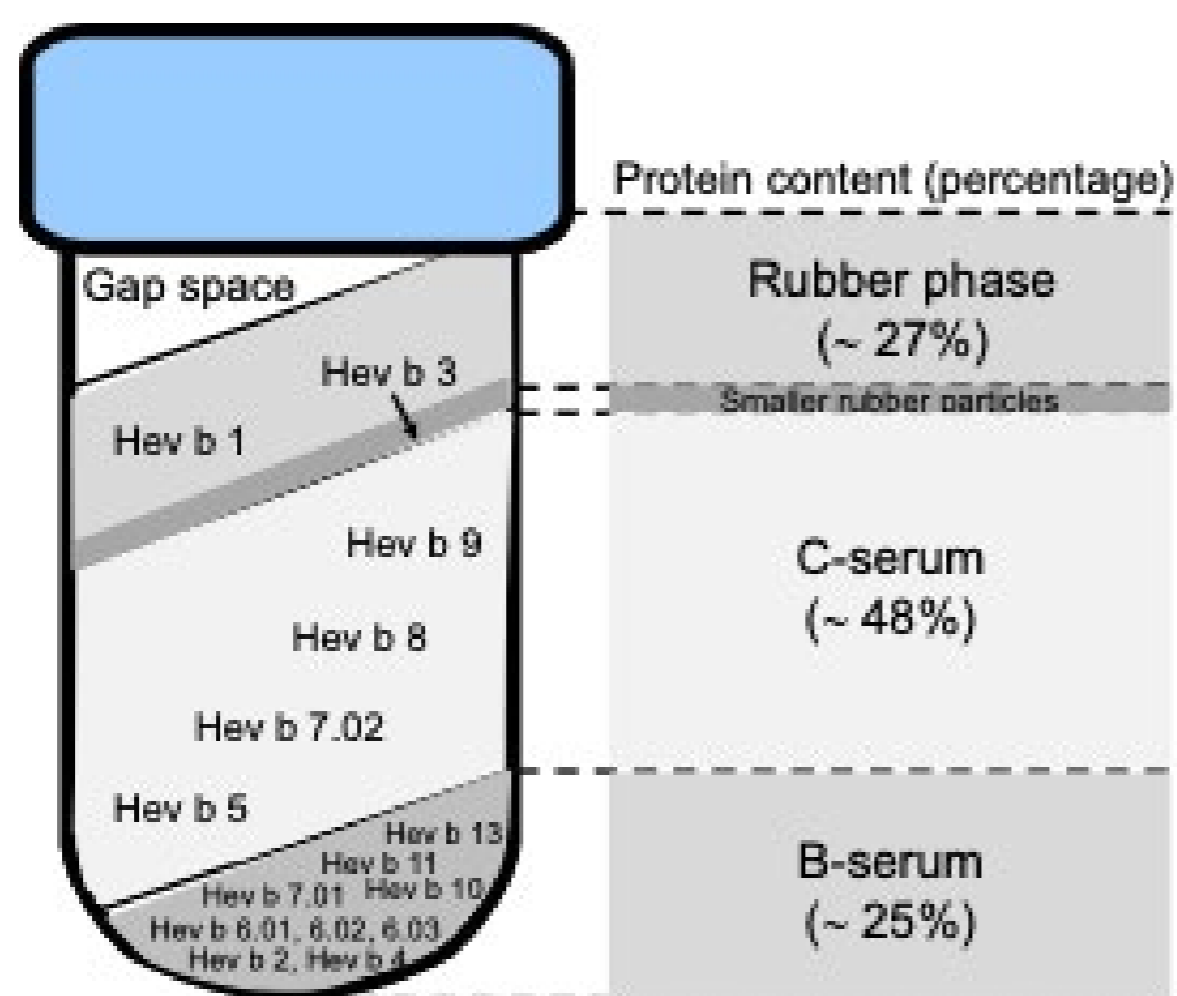 Protein content (percentage)
Gap space
Rubber phase
(~ 27%)
Hev b 3
Smaller rubber particles
Hev b 1
Hev b 9
C-serum
(~ 48%)
Hev b 8
Hev b 7.02
Hev b 5
Hev b 13
Hev b 11
Hev b 7.01 Hev b 10
Hev b 6.01, 6.02, 6.03
Hev b 2, Hev b 4
B-serum
(~ 25%)